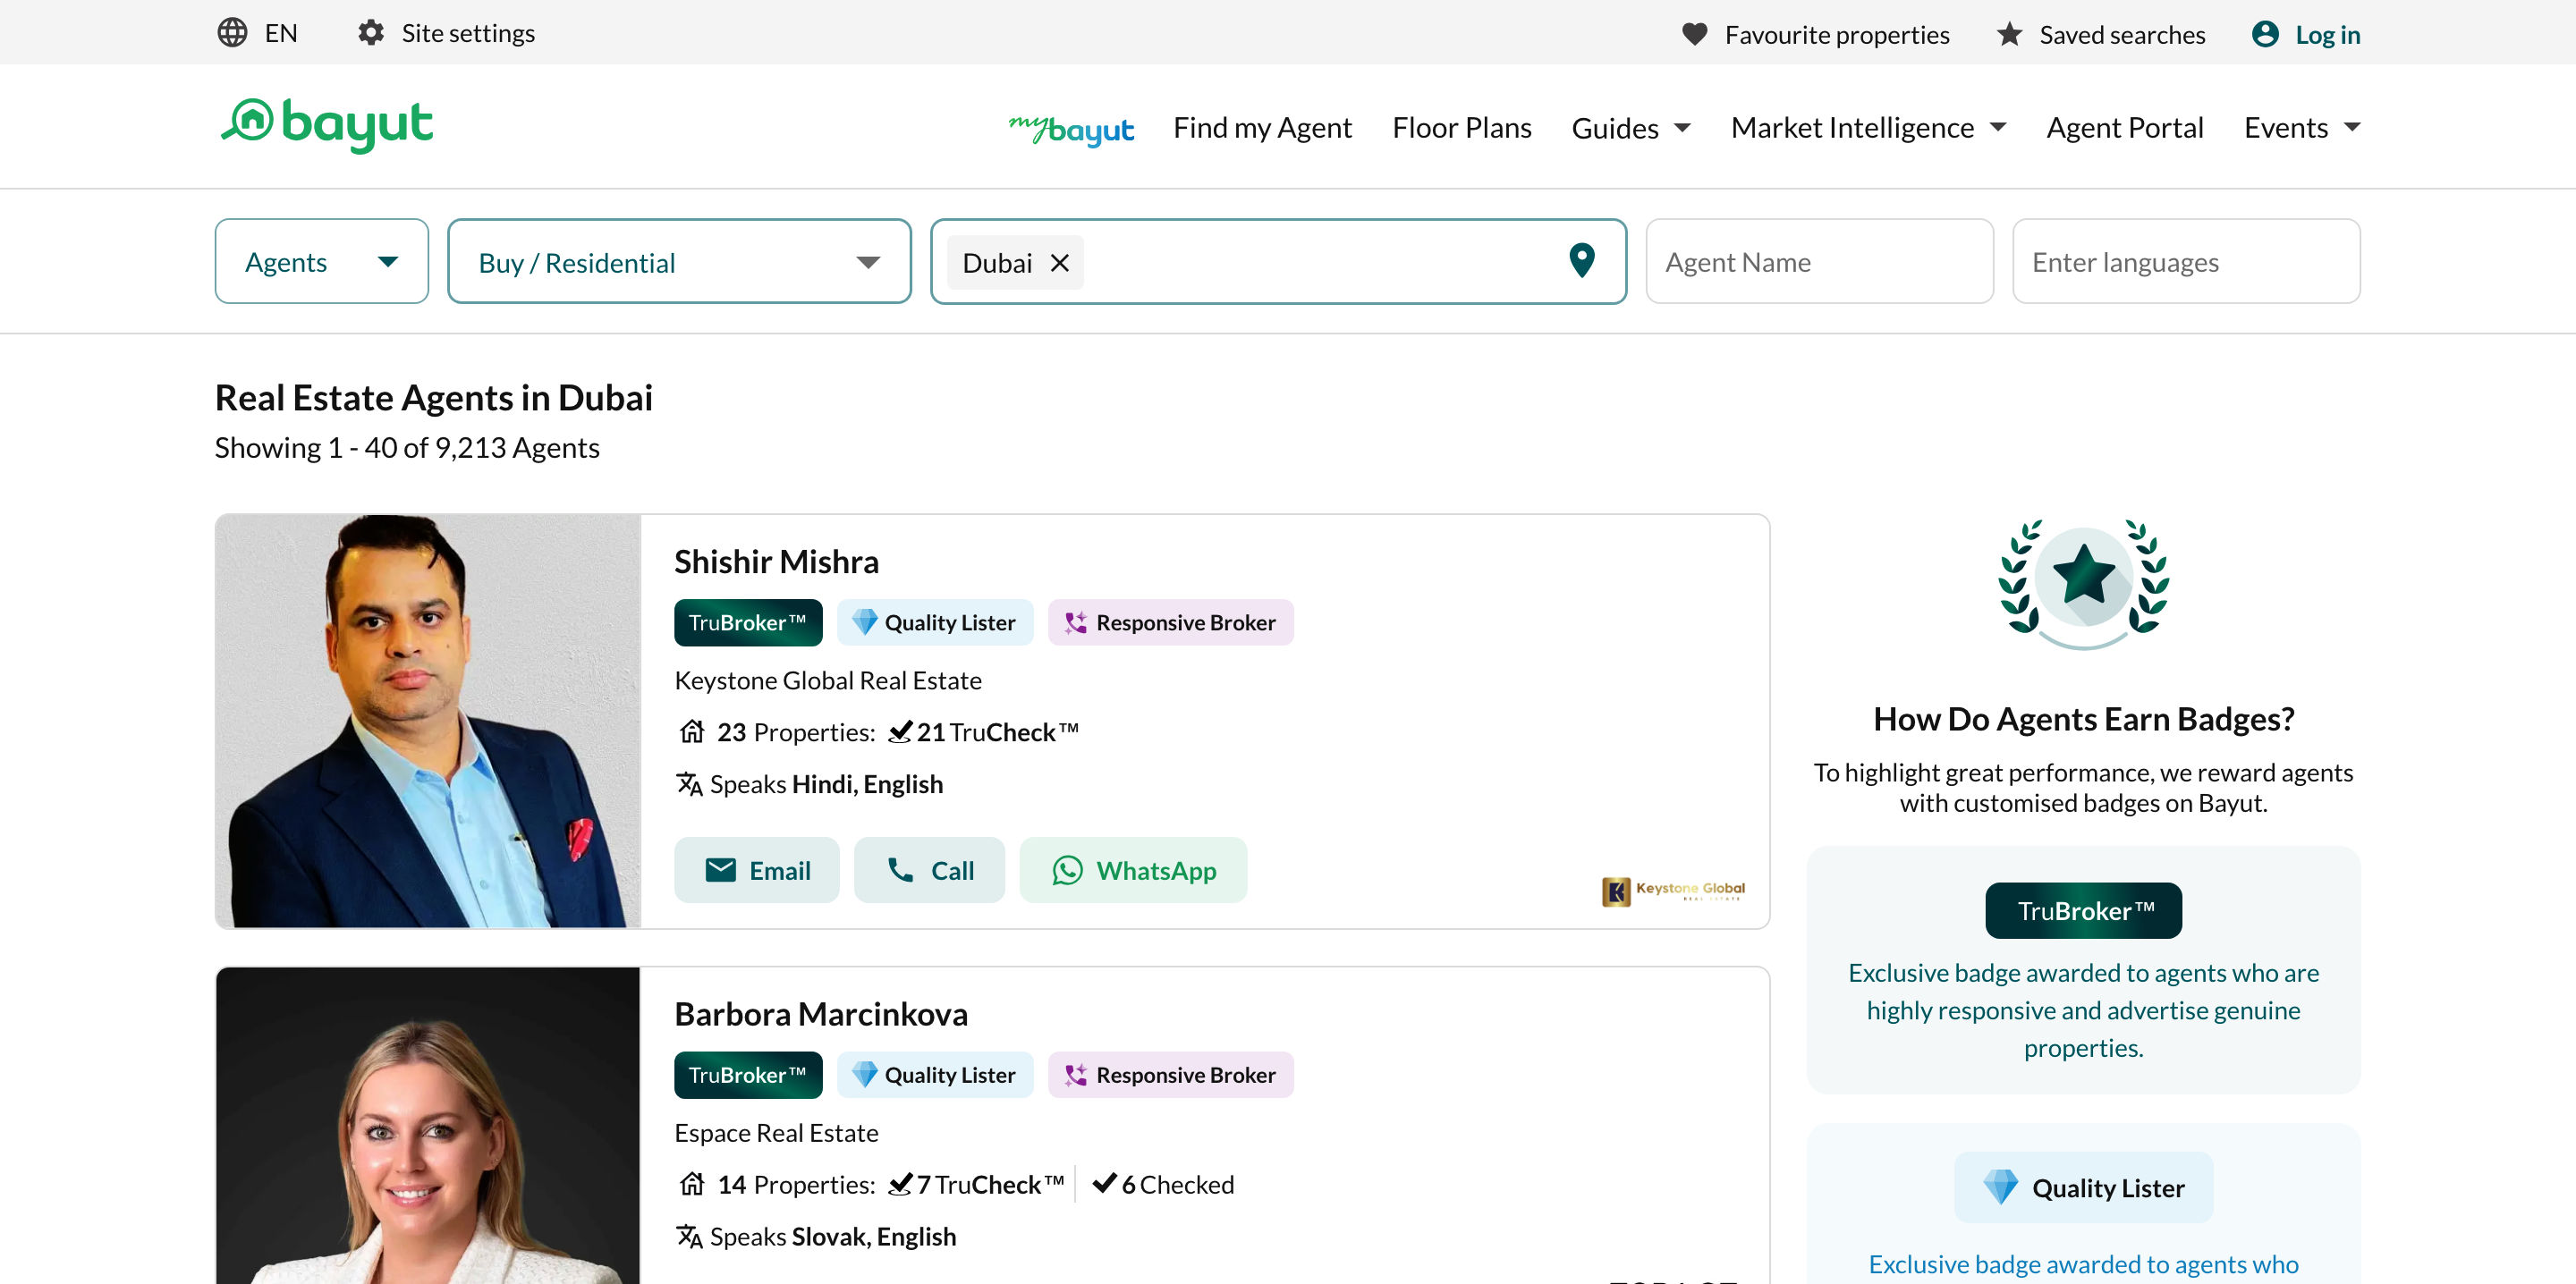 EN
Site settings
Favourite properties
Saved searches
Log in
bayut
mybayut
Find my Agent
Floor Plans
Guides
Market Intelligence
Agent Portal
Events
Agents
Buy / Residential
Dubai
Agent Name
Enter languages
Real Estate Agents in Dubai
Showing 1 - 40 of 9,213 Agents
Shishir Mishra
TruBroker™
Quality Lister
Responsive Broker
Keystone Global Real Estate
23 Properties: 21 TruCheck™
Speaks Hindi, English
Email
Call
WhatsApp
Keystone Global
REAL ESTATE
Barbora Marcinkova
TruBroker™
Quality Lister
Responsive Broker
Espace Real Estate
14 Properties: 7 TruCheck™ 6 Checked
Speaks Slovak, English
How Do Agents Earn Badges?
To highlight great performance, we reward agents
with customised badges on Bayut.
TruBroker™
Exclusive badge awarded to agents who are
highly responsive and advertise genuine
properties.
Quality Lister
Exclusive badge awarded to agents who